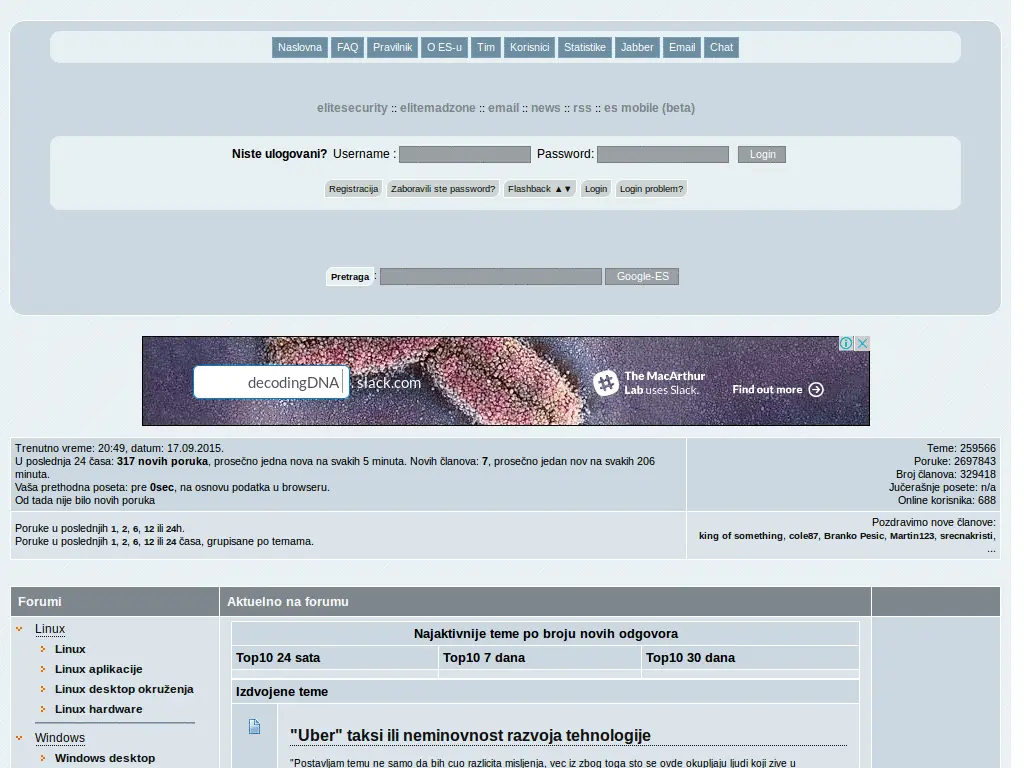 Naslovna FAQ Pravilnik O ES-u Tim Korisnici Statistike Jabber Email Chat
elitesecurity :: elitemadzone :: email :: news :: rss :: es mobile (beta)
Niste ulogovani? Username : Password: Login
Registracija Zaboravili ste password? Flashback ▲▼ Login Login problem?
Pretraga : Google-ES
decodingDNA .slack.com
The MacArthur
Lab uses Slack.
Find out more
Trenutno vreme: 20:49, datum: 17.09.2015.
U poslednja 24 časa: 317 novih poruka, prosečno jedna nova na svakih 5 minuta. Novih članova: 7, prosečno jedan nov na svakih 206
minuta.
Vaša prethodna poseta: pre 0sec, na osnovu podatka u browseru.
Od tada nije bilo novih poruka
Teme: 259566
Poruke: 2697843
Broj članova: 329418
Jučerašnje posete: n/a
Online korisnika: 688
Poruke u poslednjih 1, 2, 6, 12 ili 24h.
Poruke u poslednjih 1, 2, 6, 12 ili 24 časa, grupisane po temama.
Pozdravimo nove članove:
king of something, cole87, Branko Pesic, Martin123, srecnakristi,
...
Forumi
Aktuelno na forumu
Linux
Linux
Linux aplikacije
Linux desktop okruženja
Linux hardware
Windows
Windows desktop
Najaktivnije teme po broju novih odgovora
Top10 24 sata Top10 7 dana Top10 30 dana
Izdvojene teme
"Uber" taksi ili neminovnost razvoja tehnologije
"Postavljam temu ne samo da bih cuo razlicita misljenja, vec iz zbog toga sto se ovde okupljaju ljudi koji zive u